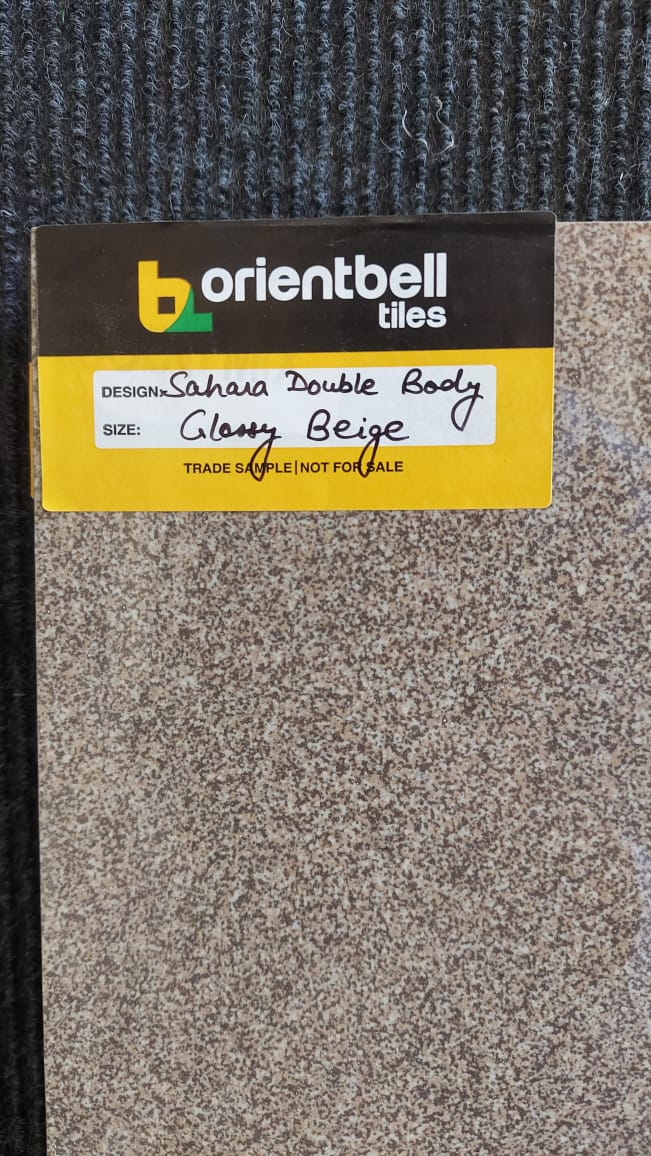 orientbell
tiles
DESIGN: Sahara Double Body
SIZE: Glossy Beige
TRADE SAMPLE | NOT FOR SALE